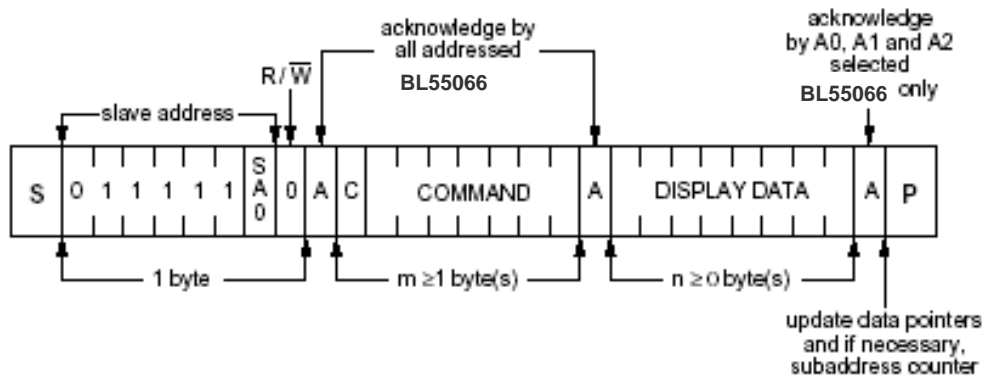 acknowledge by
all addressed
BL55066
acknowledge
by A0, A1 and A2
selected
BL55066 only
R/W̅
slave address
S 0 1 1 1 1 1 SA0 0 A C COMMAND A DISPLAY DATA A P
1 byte
m ≥1 byte(s)
n ≥0 byte(s)
update data pointers
and if necessary,
subaddress counter